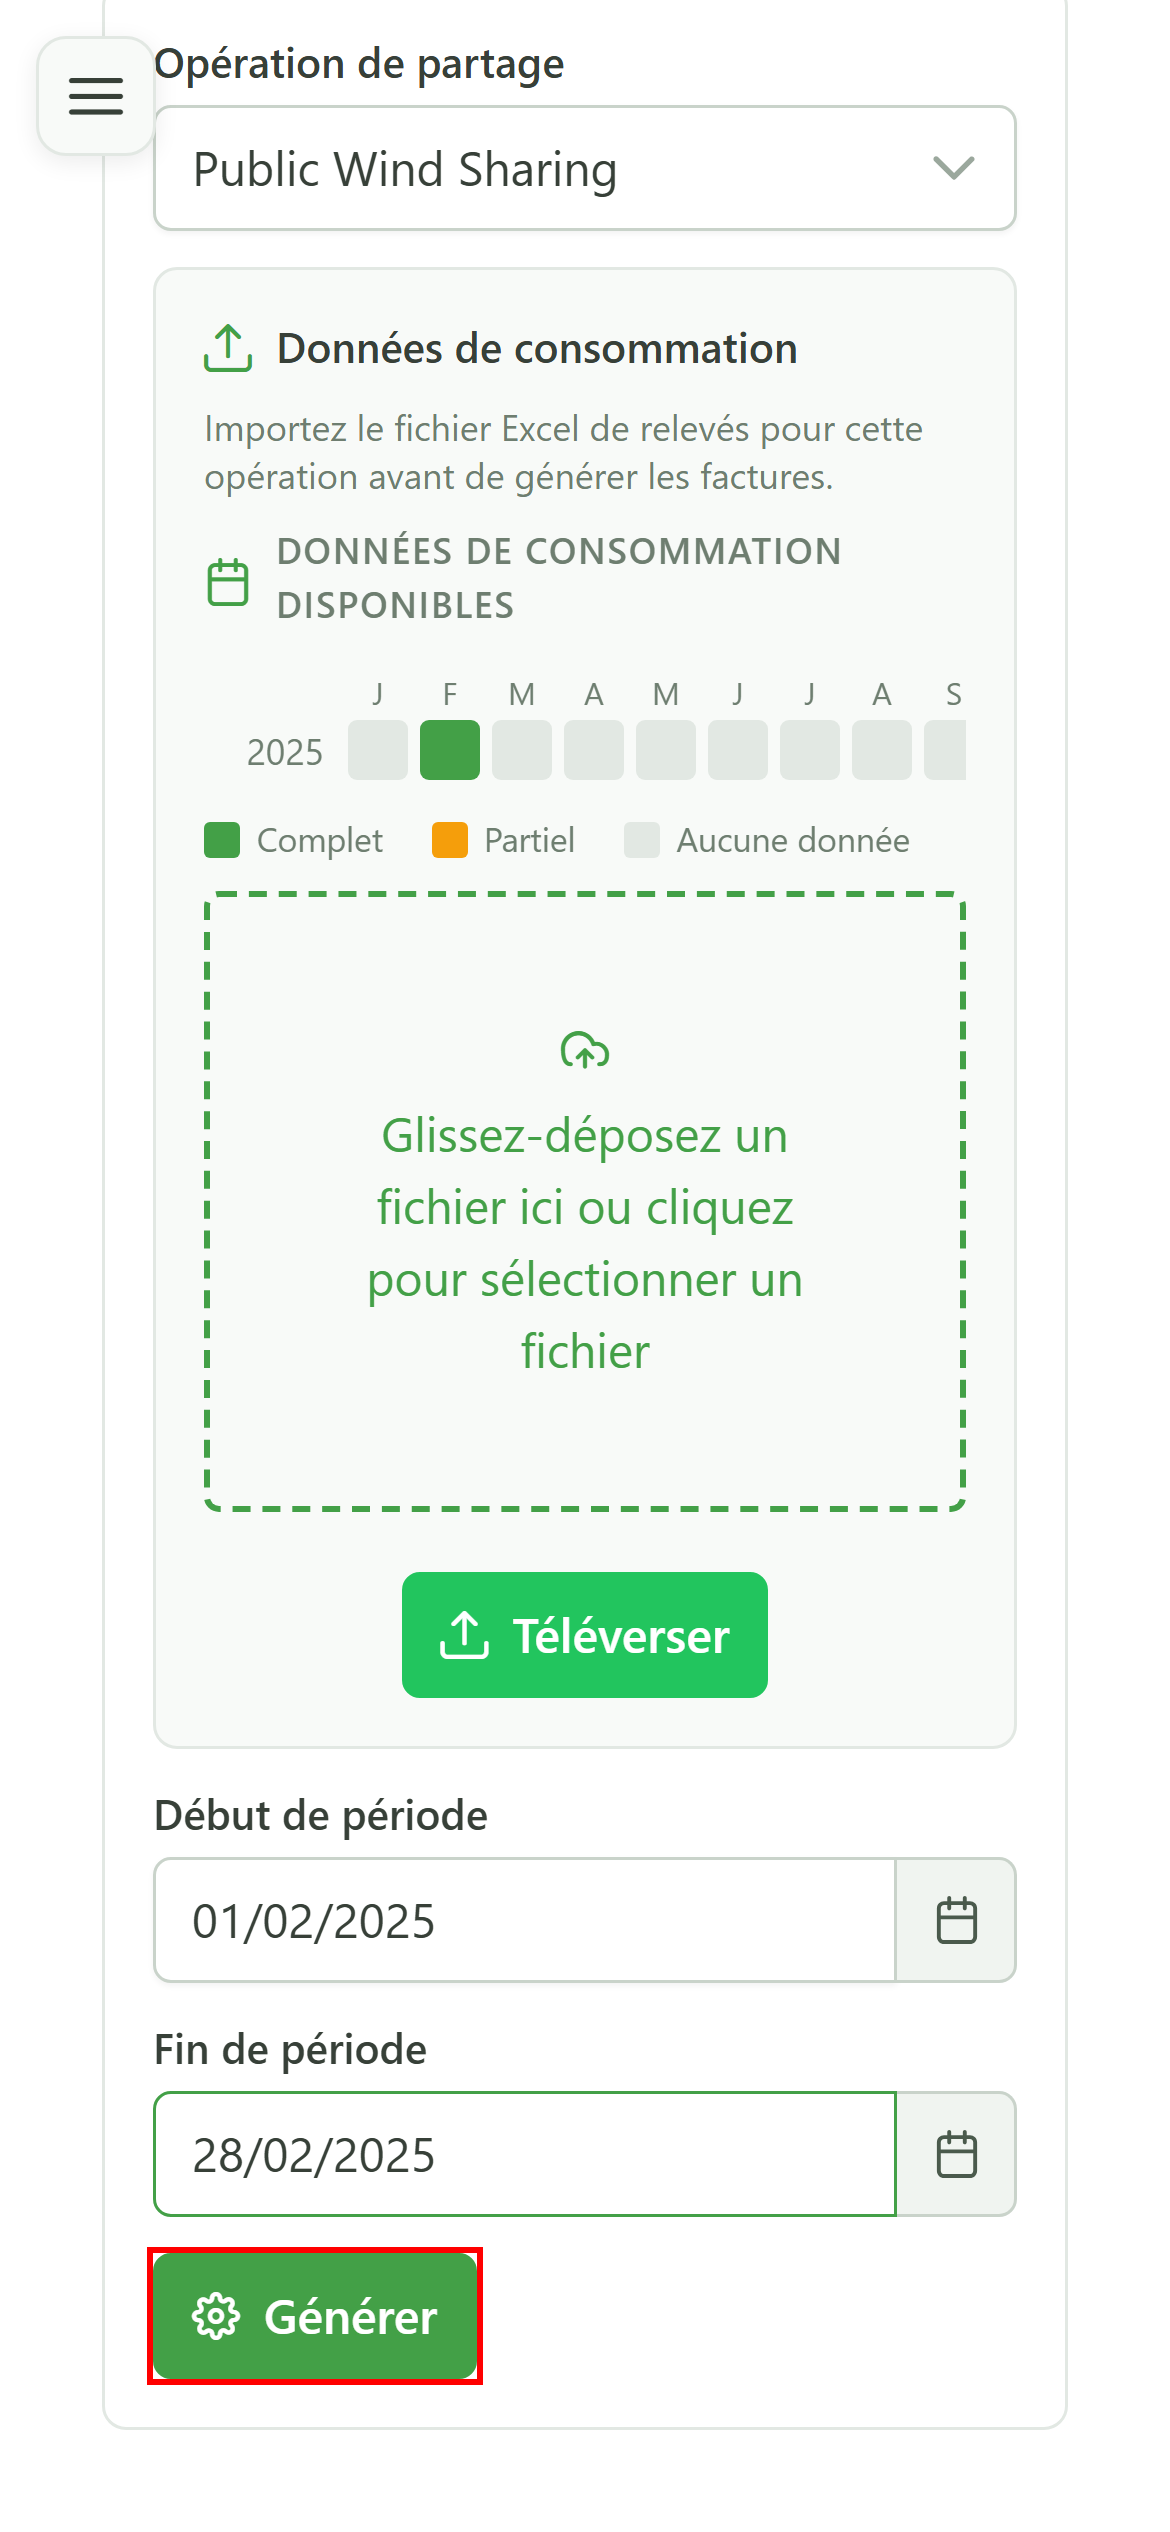 Opération de partage
Public Wind Sharing
Données de consommation
Importez le fichier Excel de relevés pour cette
opération avant de générer les factures.
DONNÉES DE CONSOMMATION
DISPONIBLES
J F M A M J J A S
2025
Complet Partiel Aucune donnée
Glissez-déposez un
fichier ici ou cliquez
pour sélectionner un
fichier
Téléverser
Début de période
01/02/2025
Fin de période
28/02/2025
Générer